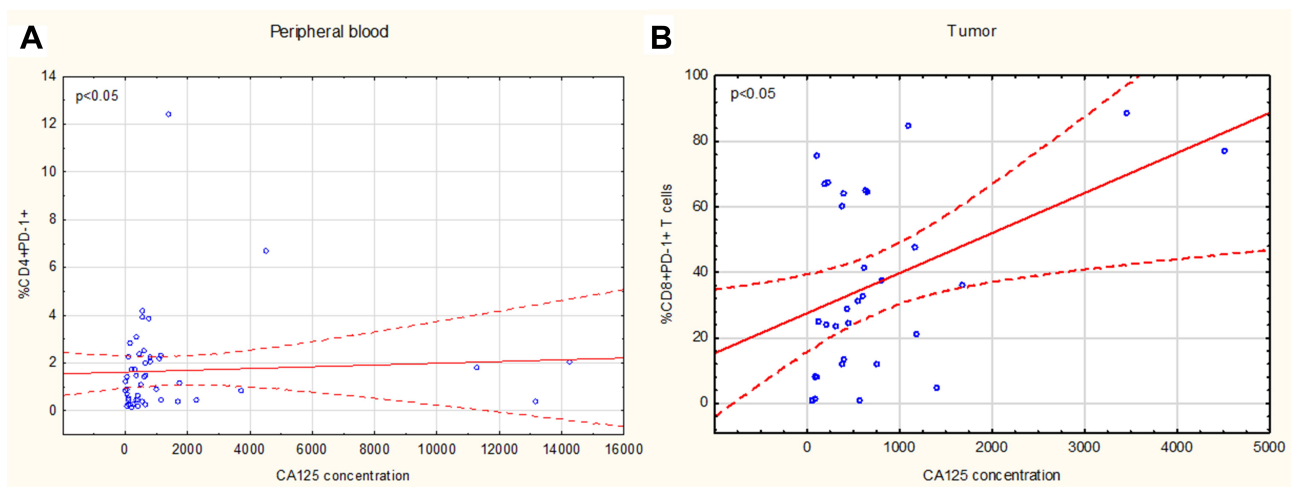 A
Peripheral blood
p<0.05
14
12
10
8
6
4
2
0
%CD4+PD-1+
0 2000 4000 6000 8000 10000 12000 14000 16000
CA125 concentration
B
Tumor
p<0.05
100
80
60
40
20
0
%CD8+PD-1+ T cells
0 1000 2000 3000 4000 5000
CA125 concentration